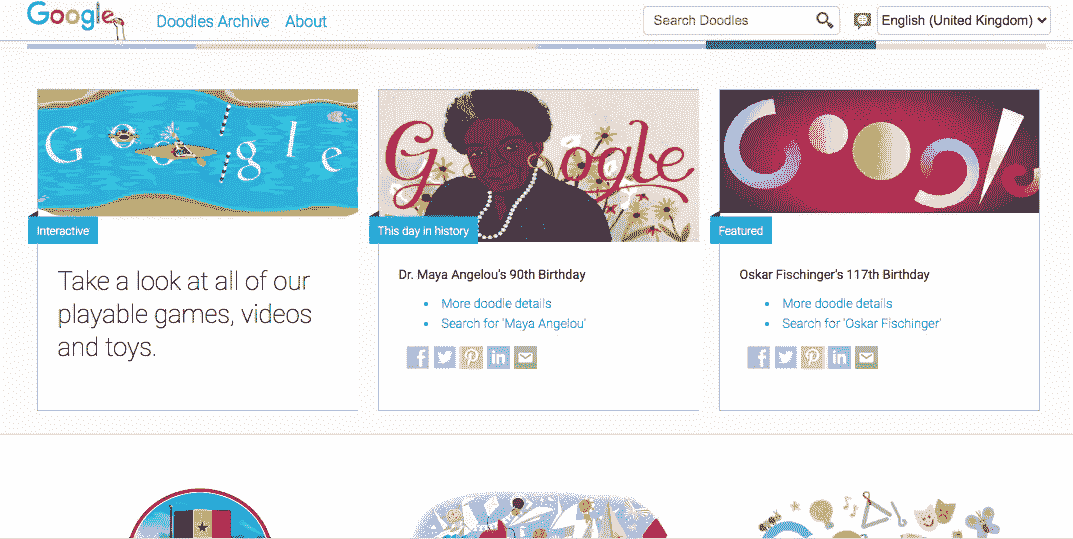 Google
Doodles Archive
About
Search Doodles
English (United Kingdom)
Google
Interactive
Take a look at all of our
playable games, videos
and toys.
Google
This day in history
Dr. Maya Angelou's 90th Birthday
More doodle details
Search for 'Maya Angelou'
Googl
Featured
Oskar Fischinger's 117th Birthday
More doodle details
Search for 'Oskar Fischinger'